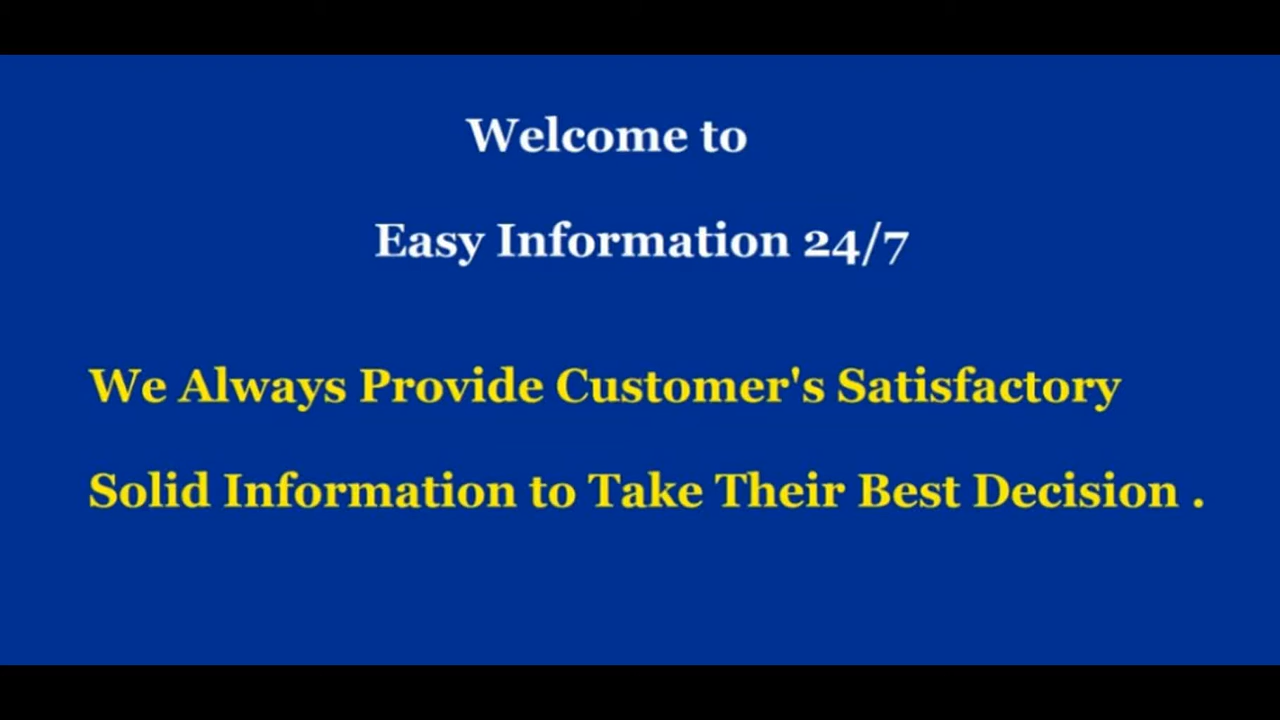 Welcome to
Easy Information 24/7
We Always Provide Customer's Satisfactory
Solid Information to Take Their Best Decision .